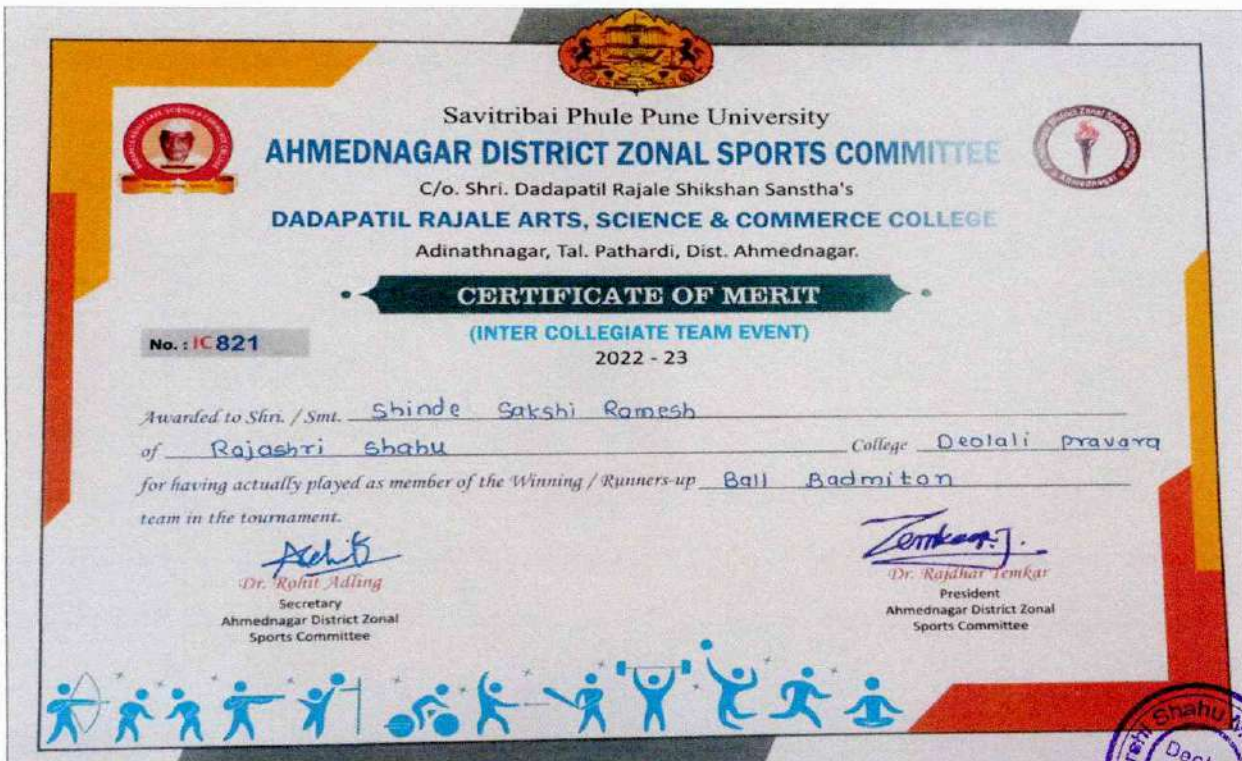 Savitribai Phule Pune University
AHMEDNAGAR DISTRICT ZONAL SPORTS COMMITTEE
C/o. Shri. Dadapatil Rajale Shikshan Sanstha's
DADAPATIL RAJALE ARTS, SCIENCE & COMMERCE COLLEGE
Adinathnagar, Tal. Pathardi, Dist. Ahmednagar.
CERTIFICATE OF MERIT
No. : IC 821
(INTER COLLEGIATE TEAM EVENT)
2022 - 23
Awarded to Shri. / Smt. Shinde Sakshi Ramesh
of Rajashri Shahu College Deolali pravara
for having actually played as member of the Winning / Runners-up Ball Badmiton
team in the tournament.
Dr. Rohit Adling
Secretary
Ahmednagar District Zonal
Sports Committee
Temkar
Dr. Rajdhar Temkar
President
Ahmednagar District Zonal
Sports Committee
Shahu